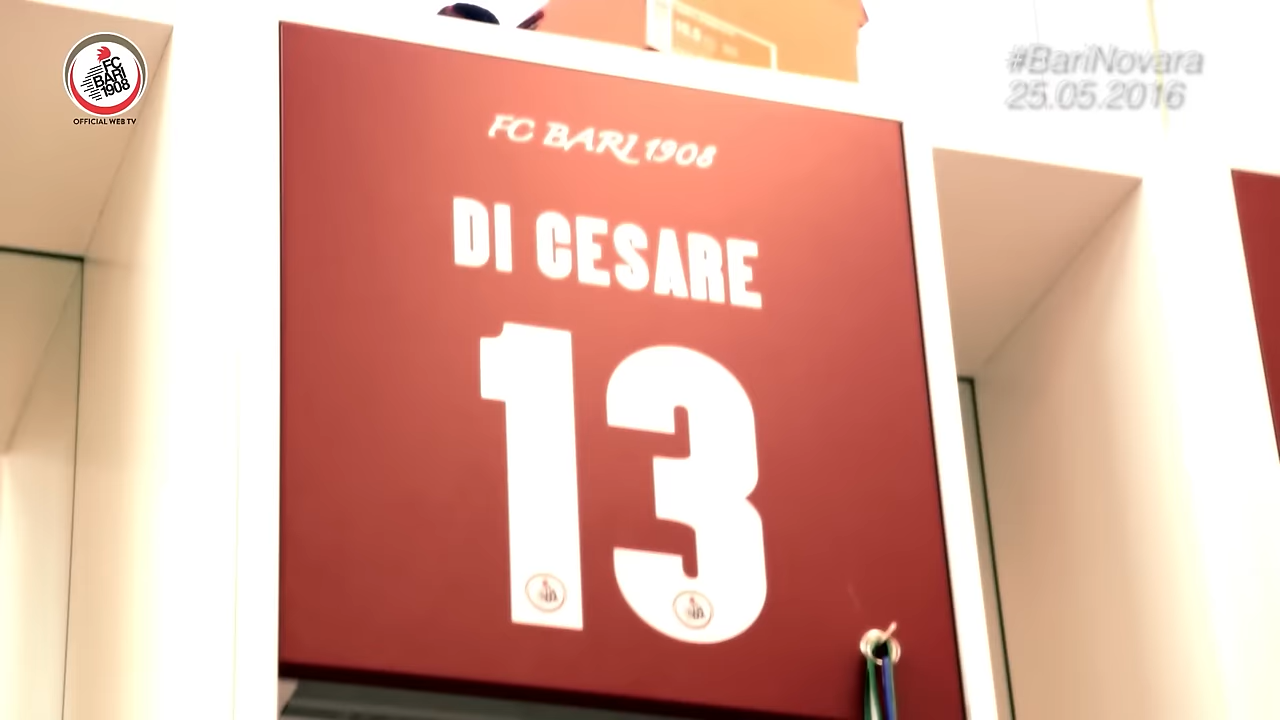 FC
BARI
1908
OFFICIAL WEB TV
#BariNovara
25.05.2016
FC BARI 1908
DI CESARE
13